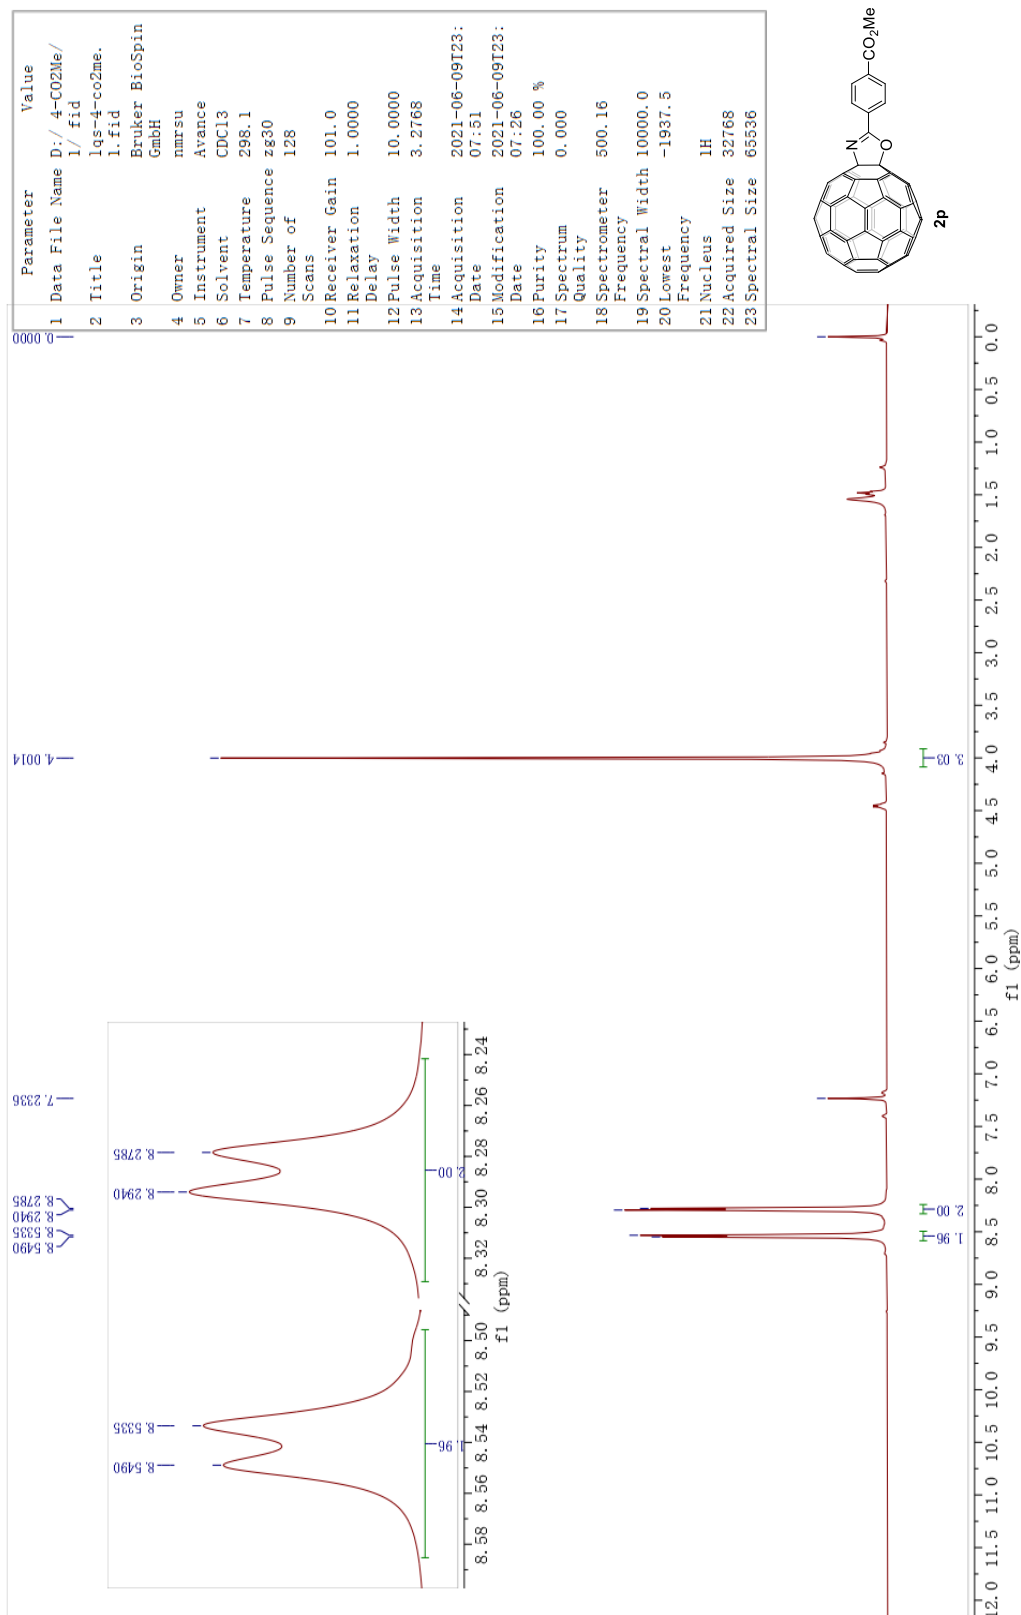 Parameter Value
1 Data File Name D:/ 4-CO2Me/
1/ fid
2 Title lqs-4-co2me.
1.fid
3 Origin Bruker BioSpin
GmbH
4 Owner nmrsu
5 Instrument Avance
6 Solvent CDCl3
7 Temperature 298.1
8 Pulse Sequence zg30
9 Number of 128
Scans
10 Receiver Gain 101.0
11 Relaxation 1.0000
Delay
12 Pulse Width 10.0000
13 Acquisition 3.2768
Time
14 Acquisition 2021-06-09T23:
Date 07:51
15 Modification 2021-06-09T23:
Date 07:26
16 Purity 100.00 %
17 Spectrum 0.000
Quality
18 Spectrometer 500.16
Frequency
19 Spectral Width 10000.0
20 Lowest -1937.5
Frequency
21 Nucleus 1H
22 Acquired Size 32768
23 Spectral Size 65536
N
O
CO2Me
2p
8.5490
8.5335
8.2940
8.2785
7.2336
4.0014
0.0000
8.5490
8.5335
8.2940
8.2785
1.96
2.00
8.58 8.56 8.54 8.52 8.50 8.32 8.30 8.28 8.26 8.24
f1 (ppm)
1.96
2.00
3.03
12.0 11.5 11.0 10.5 10.0 9.5 9.0 8.5 8.0 7.5 7.0 6.5 6.0 5.5 5.0 4.5 4.0 3.5 3.0 2.5 2.0 1.5 1.0 0.5 0.0
f1 (ppm)